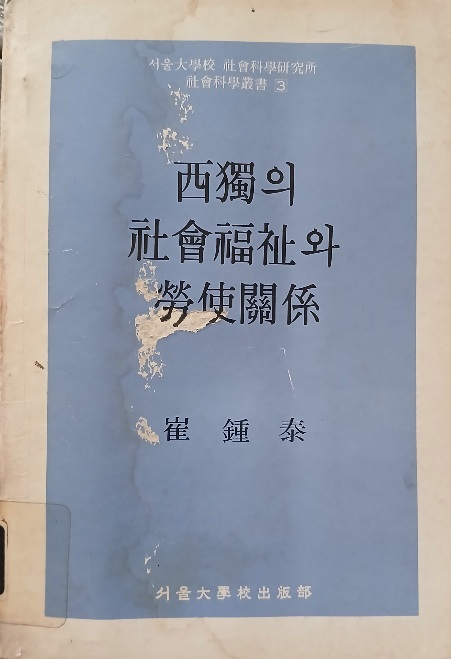 서울大學校 社會科學硏究所
社會科學叢書 3
西獨의
社會福祉와
勞使關係
崔 鍾 泰
서울大學校出版部